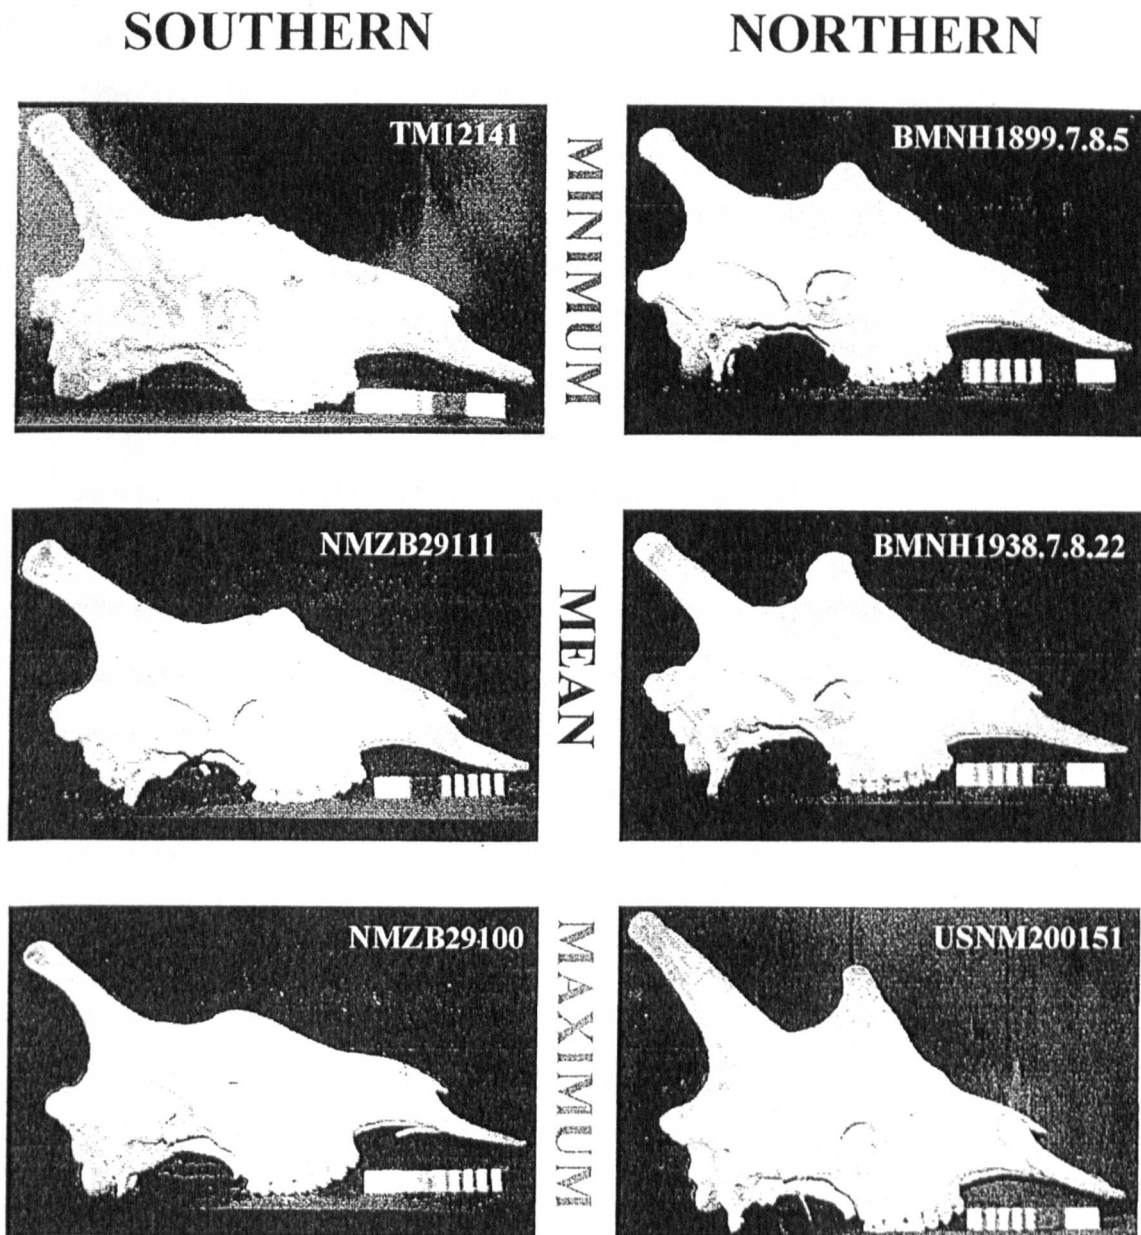 SOUTHERN
NORTHERN
TM12141
MINIMUM
BMNH1899.7.8.5
NMZB29111
MEAN
BMNH1938.7.8.22
NMZB29100
MAXIMUM
USNM200151